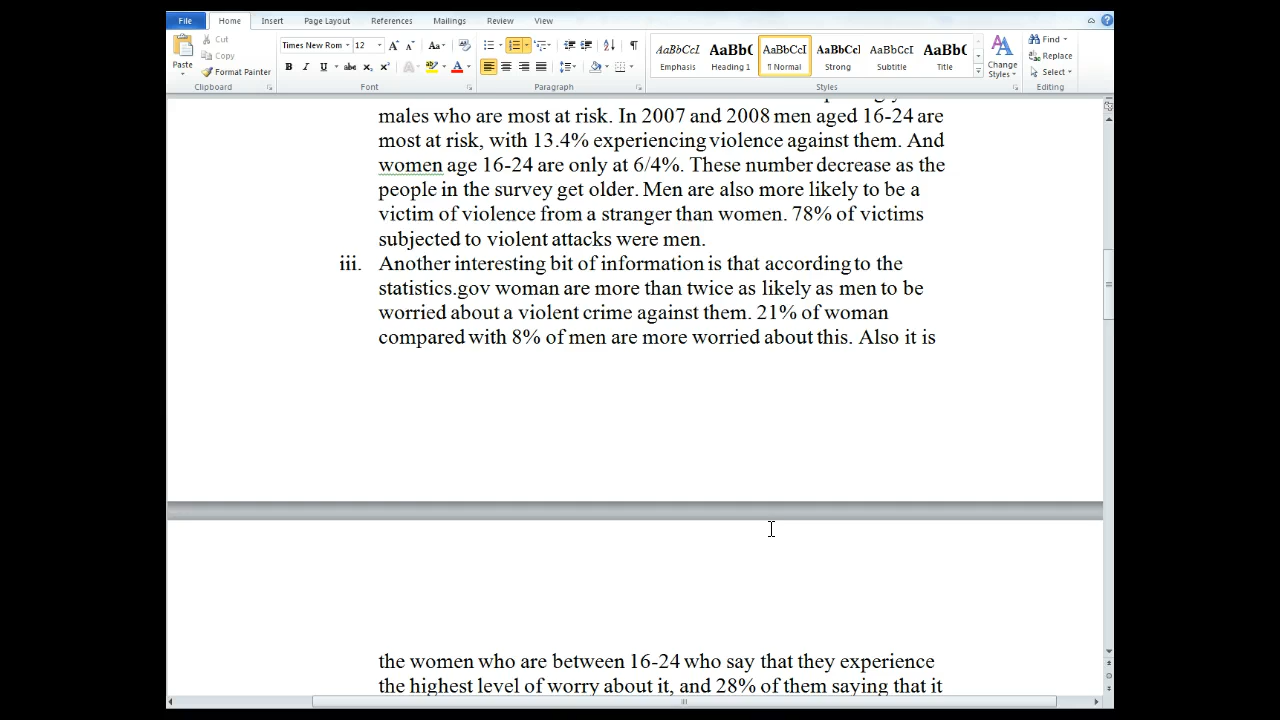 File Home Insert Page Layout References Mailings Review View
Cut
Copy
Format Painter
Paste
Clipboard
Times New Rom 12
B I U abc
Font
Paragraph
AaBbCcI AaBbC AaBbCcI AaBbCcl AaBbCcI AaBb(
Emphasis Heading 1 ¶ Normal Strong Subtitle Title
Styles
Change Styles
Find
Replace
Select
Editing
males who are most at risk. In 2007 and 2008 men aged 16-24 are
most at risk, with 13.4% experiencing violence against them. And
women age 16-24 are only at 6/4%. These number decrease as the
people in the survey get older. Men are also more likely to be a
victim of violence from a stranger than women. 78% of victims
subjected to violent attacks were men.
iii. Another interesting bit of information is that according to the
statistics.gov woman are more than twice as likely as men to be
worried about a violent crime against them. 21% of woman
compared with 8% of men are more worried about this. Also it is
the women who are between 16-24 who say that they experience
the highest level of worry about it, and 28% of them saying that it